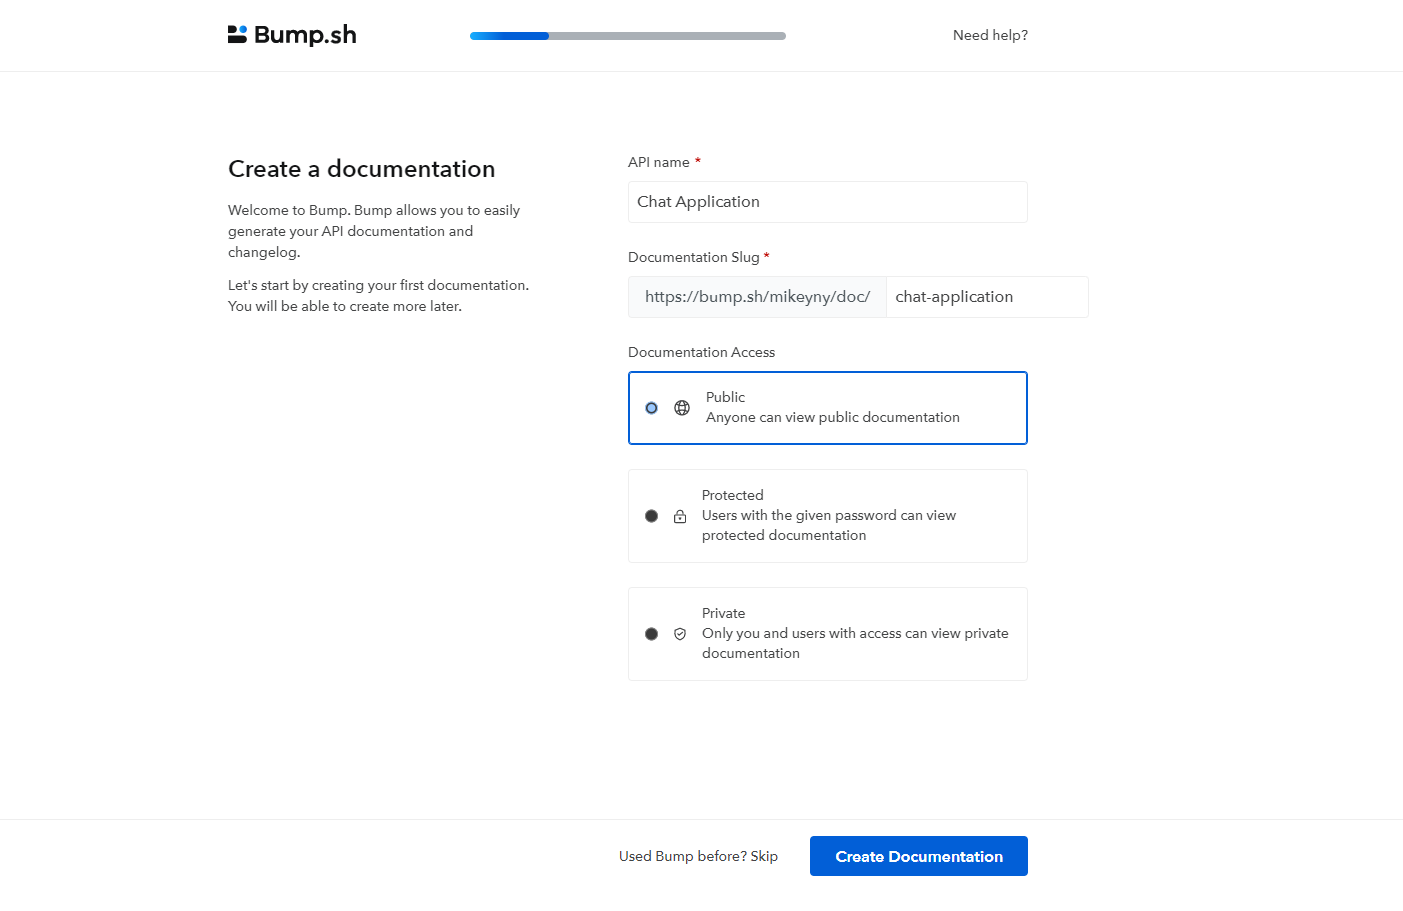 Bump.sh
Need help?
Create a documentation
Welcome to Bump. Bump allows you to easily
generate your API documentation and
changelog.
Let's start by creating your first documentation.
You will be able to create more later.
API name *
Chat Application
Documentation Slug *
https://bump.sh/mikeyny/doc/ chat-application
Documentation Access
Public
Anyone can view public documentation
Protected
Users with the given password can view
protected documentation
Private
Only you and users with access can view private
documentation
Used Bump before? Skip
Create Documentation